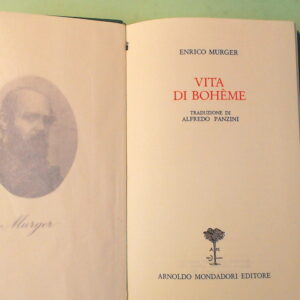 Murger
ENRICO MURGER
VITA
DI BOHÈME
TRADUZIONE DI
ALFREDO PANZINI
ARNOLDO MONDADORI EDITORE